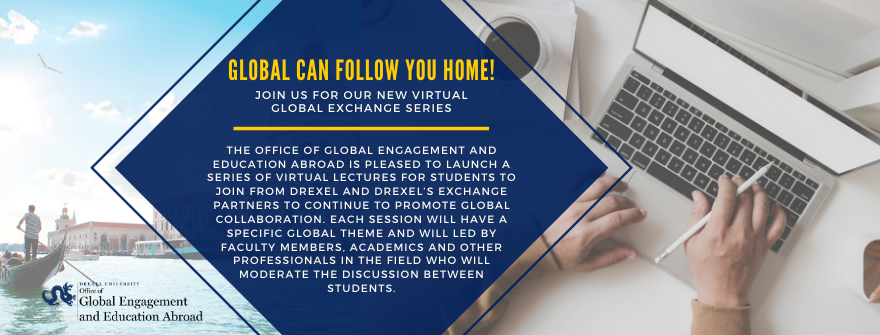 GLOBAL CAN FOLLOW YOU HOME!
JOIN US FOR OUR NEW VIRTUAL
GLOBAL EXCHANGE SERIES
THE OFFICE OF GLOBAL ENGAGEMENT AND
EDUCATION ABROAD IS PLEASED TO LAUNCH A
SERIES OF VIRTUAL LECTURES FOR STUDENTS TO
JOIN FROM DREXEL AND DREXEL'S EXCHANGE
PARTNERS TO CONTINUE TO PROMOTE GLOBAL
COLLABORATION. EACH SESSION WILL HAVE A
SPECIFIC GLOBAL THEME AND WILL LED BY
FACULTY MEMBERS, ACADEMICS AND OTHER
PROFESSIONALS IN THE FIELD WHO WILL
MODERATE THE DISCUSSION BETWEEN
STUDENTS.
DREXEL UNIVERSITY
Office of
Global Engagement
and Education Abroad